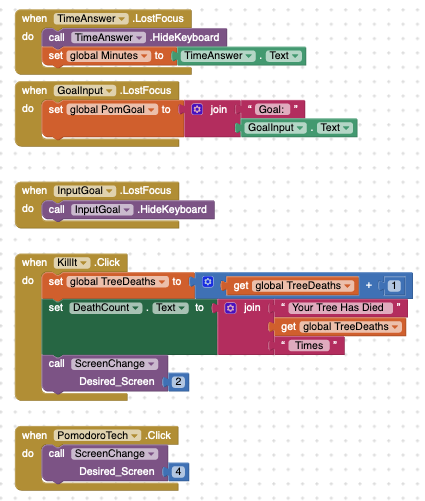 when TimeAnswer .LostFocus
do call TimeAnswer .HideKeyboard
set global Minutes to TimeAnswer . Text
when GoalInput .LostFocus
do set global PomGoal to join " Goal: "
GoalInput . Text
when InputGoal .LostFocus
do call InputGoal .HideKeyboard
when KillIt .Click
do set global TreeDeaths to get global TreeDeaths + 1
set DeathCount . Text to join " Your Tree Has Died "
get global TreeDeaths
" Times "
call ScreenChange
Desired_Screen 2
when PomodoroTech .Click
do call ScreenChange
Desired_Screen 4